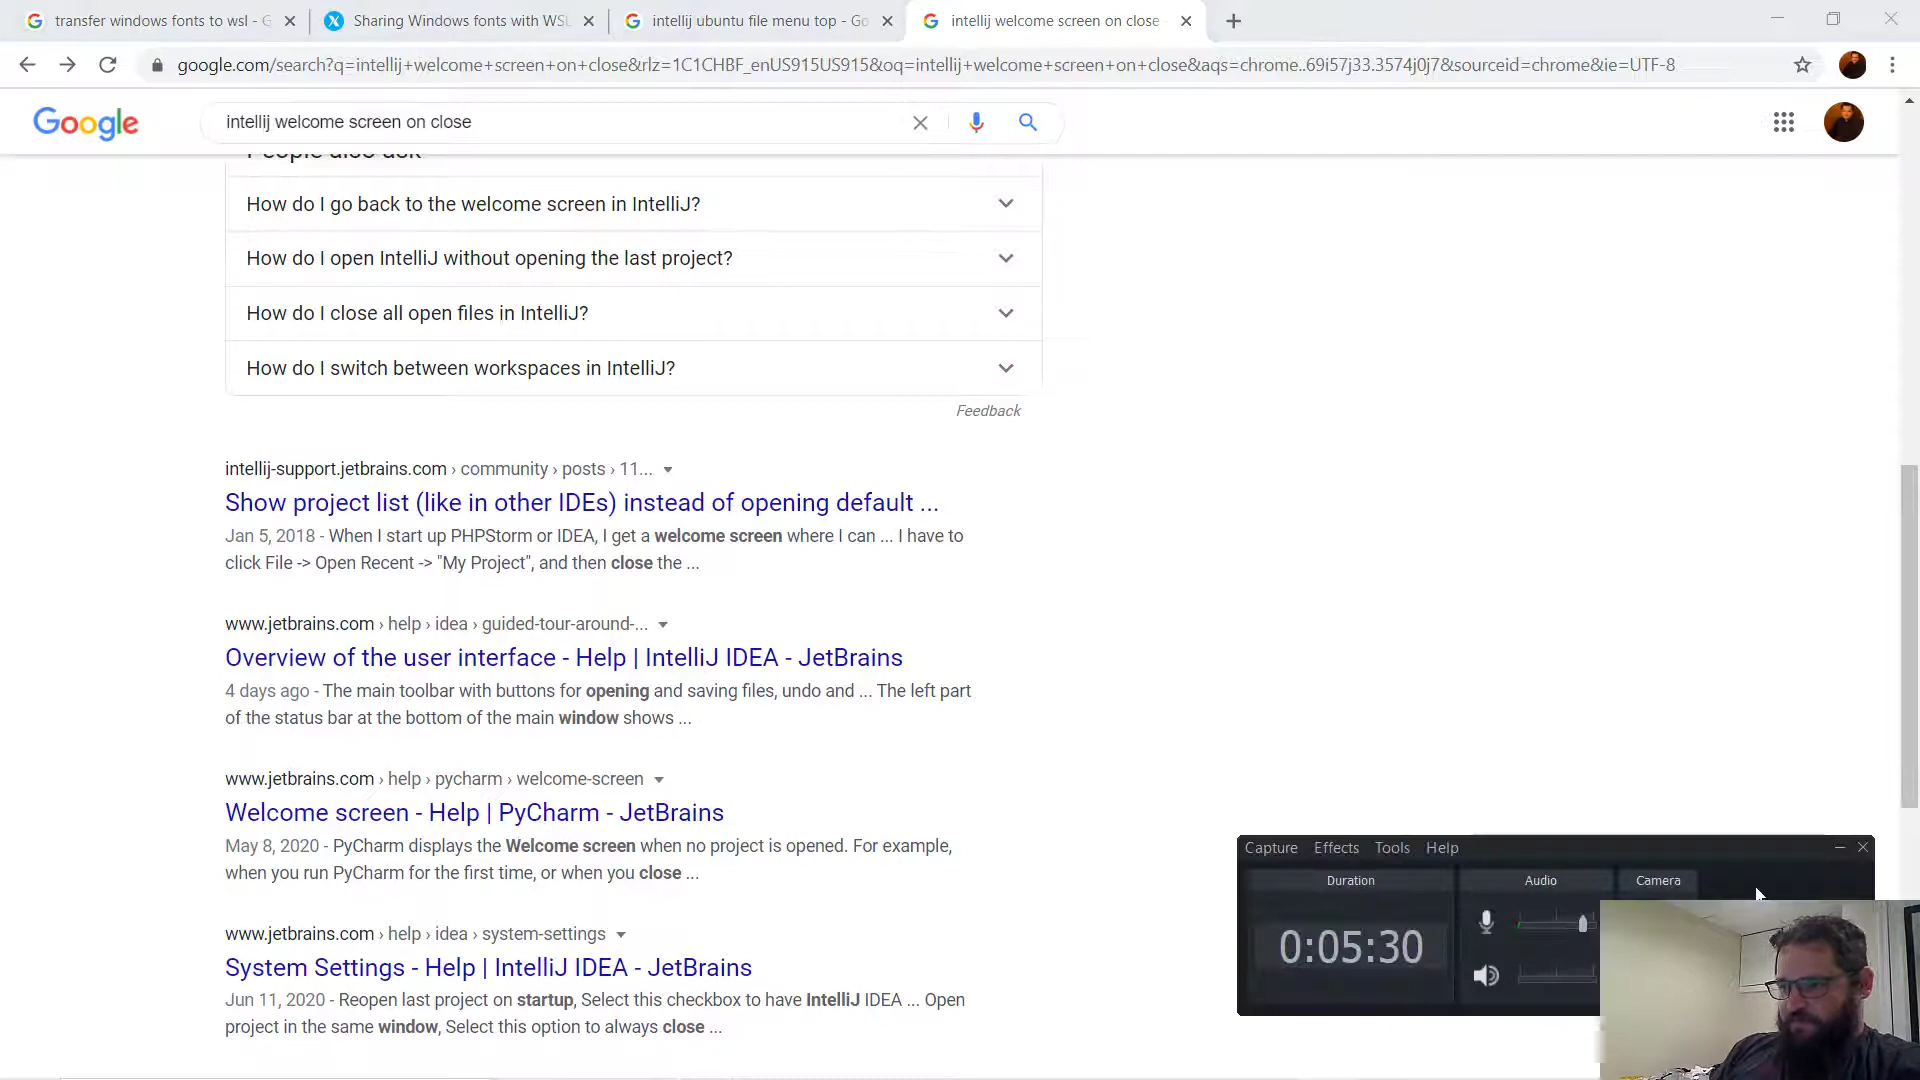 transfer windows fonts to wsl - G
Sharing Windows fonts with WSL
intellij ubuntu file menu top - Go
intellij welcome screen on close -
google.com/search?q=intellij+welcome+screen+on+close&rlz=1C1CHBF_enUS915US915&oq=intellij+welcome+screen+on+close&aqs=chrome..69i57j33.3574j0j7&sourceid=chrome&ie=UTF-8
Google
intellij welcome screen on close
People also ask
How do I go back to the welcome screen in IntelliJ?
How do I open IntelliJ without opening the last project?
How do I close all open files in IntelliJ?
How do I switch between workspaces in IntelliJ?
Feedback
intellij-support.jetbrains.com › community › posts › 11...
Show project list (like in other IDEs) instead of opening default ...
Jan 5, 2018 - When I start up PHPStorm or IDEA, I get a welcome screen where I can ... I have to
click File -> Open Recent -> "My Project", and then close the ...
www.jetbrains.com › help › idea › guided-tour-around-...
Overview of the user interface - Help | IntelliJ IDEA - JetBrains
4 days ago - The main toolbar with buttons for opening and saving files, undo and ... The left part
of the status bar at the bottom of the main window shows ...
www.jetbrains.com › help › pycharm › welcome-screen
Welcome screen - Help | PyCharm - JetBrains
May 8, 2020 - PyCharm displays the Welcome screen when no project is opened. For example,
when you run PyCharm for the first time, or when you close ...
www.jetbrains.com › help › idea › system-settings
System Settings - Help | IntelliJ IDEA - JetBrains
Jun 11, 2020 - Reopen last project on startup, Select this checkbox to have IntelliJ IDEA ... Open
project in the same window, Select this option to always close ...
Capture Effects Tools Help
Duration Audio Camera
0:05:30